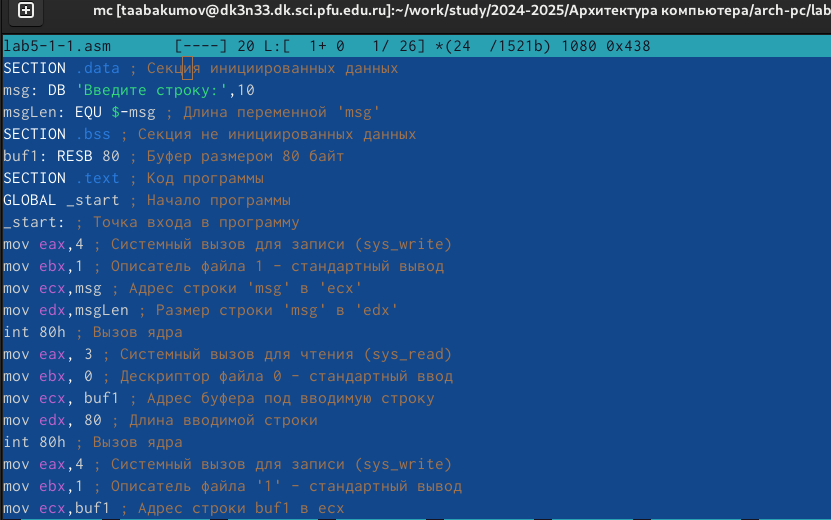 mc [taabakumov@dk3n33.dk.sci.pfu.edu.ru]:~/work/study/2024-2025/Архитектура компьютера/arch-pc/lab
lab5-1-1.asm [----] 20 L:[ 1+ 0 1/ 26] *(24 /1521b) 1080 0x438
SECTION .data ; Секция инициированных данных
msg: DB 'Введите строку:',10
msgLen: EQU $-msg ; Длина переменной 'msg'
SECTION .bss ; Секция не инициированных данных
buf1: RESB 80 ; Буфер размером 80 байт
SECTION .text ; Код программы
GLOBAL _start ; Начало программы
_start: ; Точка входа в программу
mov eax,4 ; Системный вызов для записи (sys_write)
mov ebx,1 ; Описатель файла 1 - стандартный вывод
mov ecx,msg ; Адрес строки 'msg' в 'ecx'
mov edx,msgLen ; Размер строки 'msg' в 'edx'
int 80h ; Вызов ядра
mov eax, 3 ; Системный вызов для чтения (sys_read)
mov ebx, 0 ; Дескриптор файла 0 - стандартный ввод
mov ecx, buf1 ; Адрес буфера под вводимую строку
mov edx, 80 ; Длина вводимой строки
int 80h ; Вызов ядра
mov eax,4 ; Системный вызов для записи (sys_write)
mov ebx,1 ; Описатель файла '1' - стандартный вывод
mov ecx,buf1 ; Адрес строки buf1 в ecx